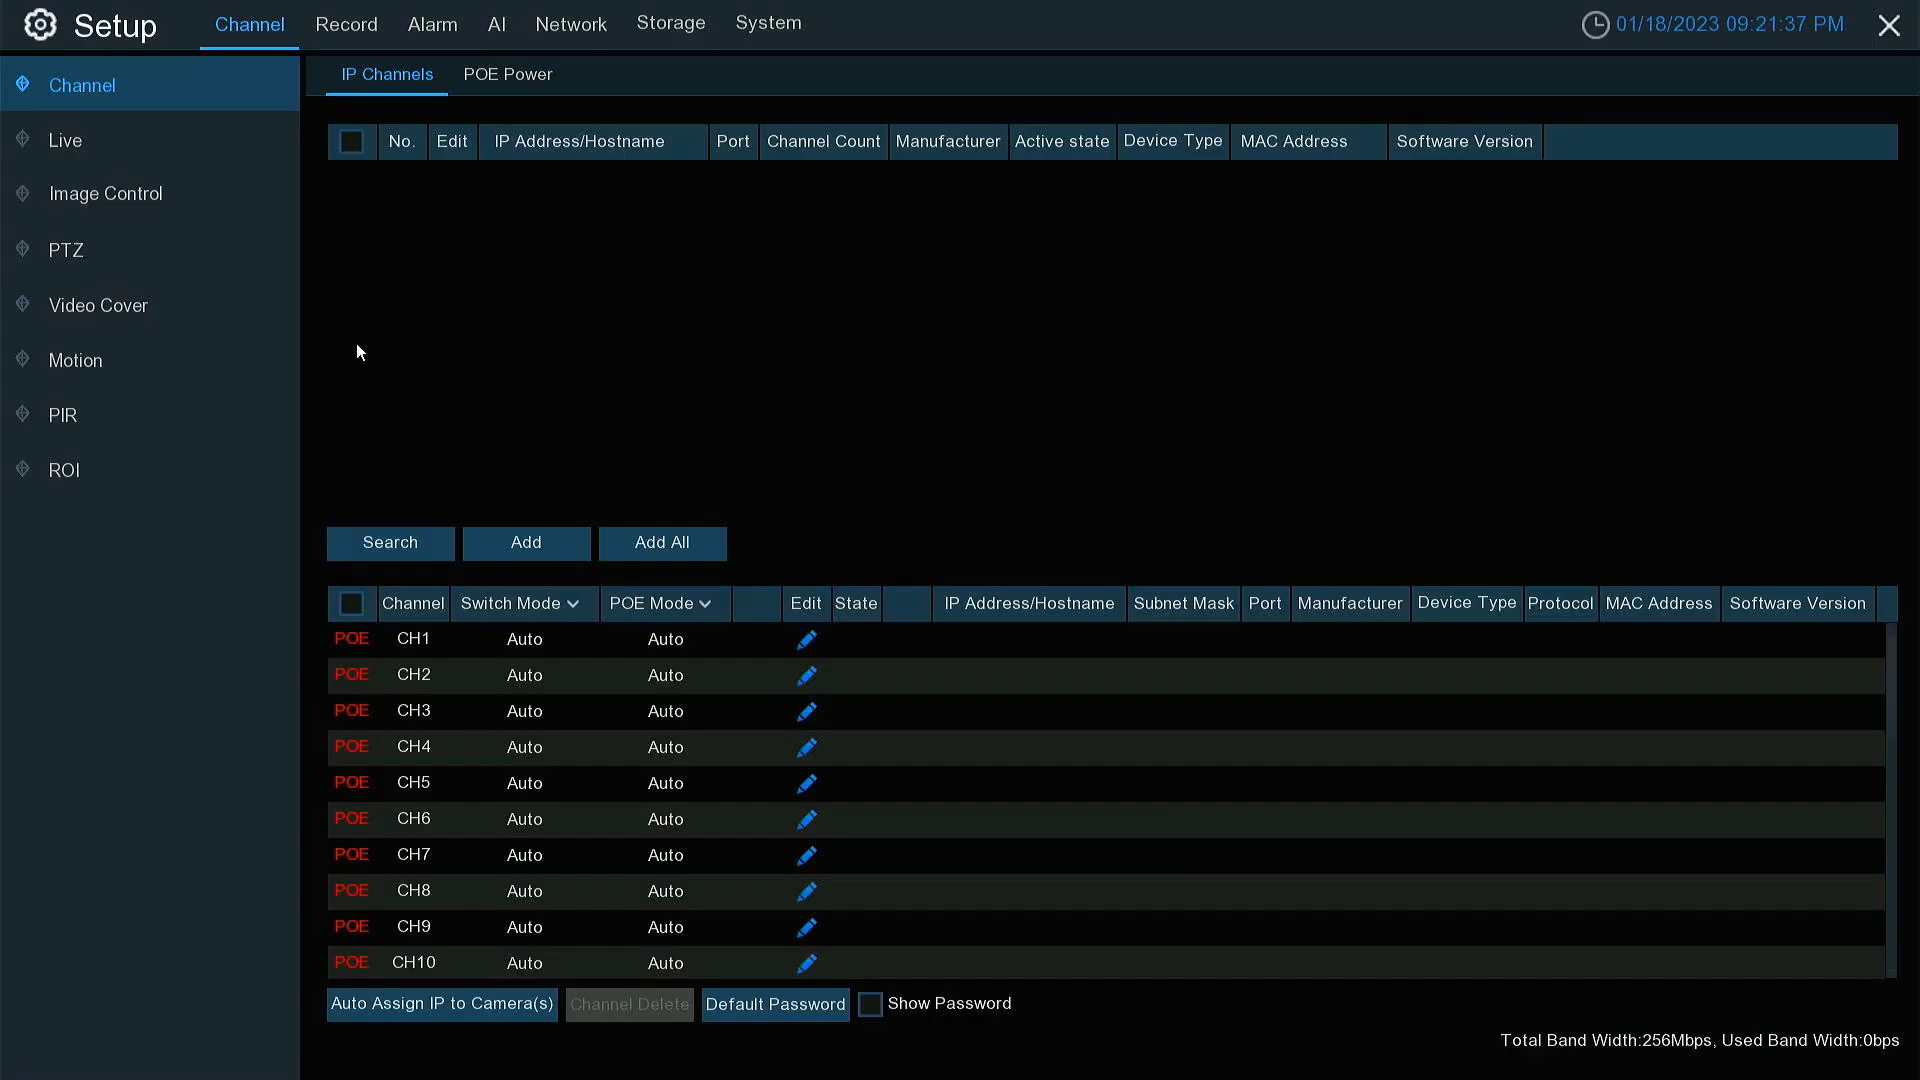 Setup Channel Record Alarm AI Network Storage System 01/18/2023 09:21:37 PM
Channel
Live
Image Control
PTZ
Video Cover
Motion
PIR
ROI
IP Channels POE Power
No. Edit IP Address/Hostname Port Channel Count Manufacturer Active state Device Type MAC Address Software Version
Search Add Add All
Channel Switch Mode POE Mode Edit State IP Address/Hostname Subnet Mask Port Manufacturer Device Type Protocol MAC Address Software Version
POE CH1 Auto Auto
POE CH2 Auto Auto
POE CH3 Auto Auto
POE CH4 Auto Auto
POE CH5 Auto Auto
POE CH6 Auto Auto
POE CH7 Auto Auto
POE CH8 Auto Auto
POE CH9 Auto Auto
POE CH10 Auto Auto
Auto Assign IP to Camera(s) Channel Delete Default Password Show Password
Total Band Width:256Mbps, Used Band Width:0bps